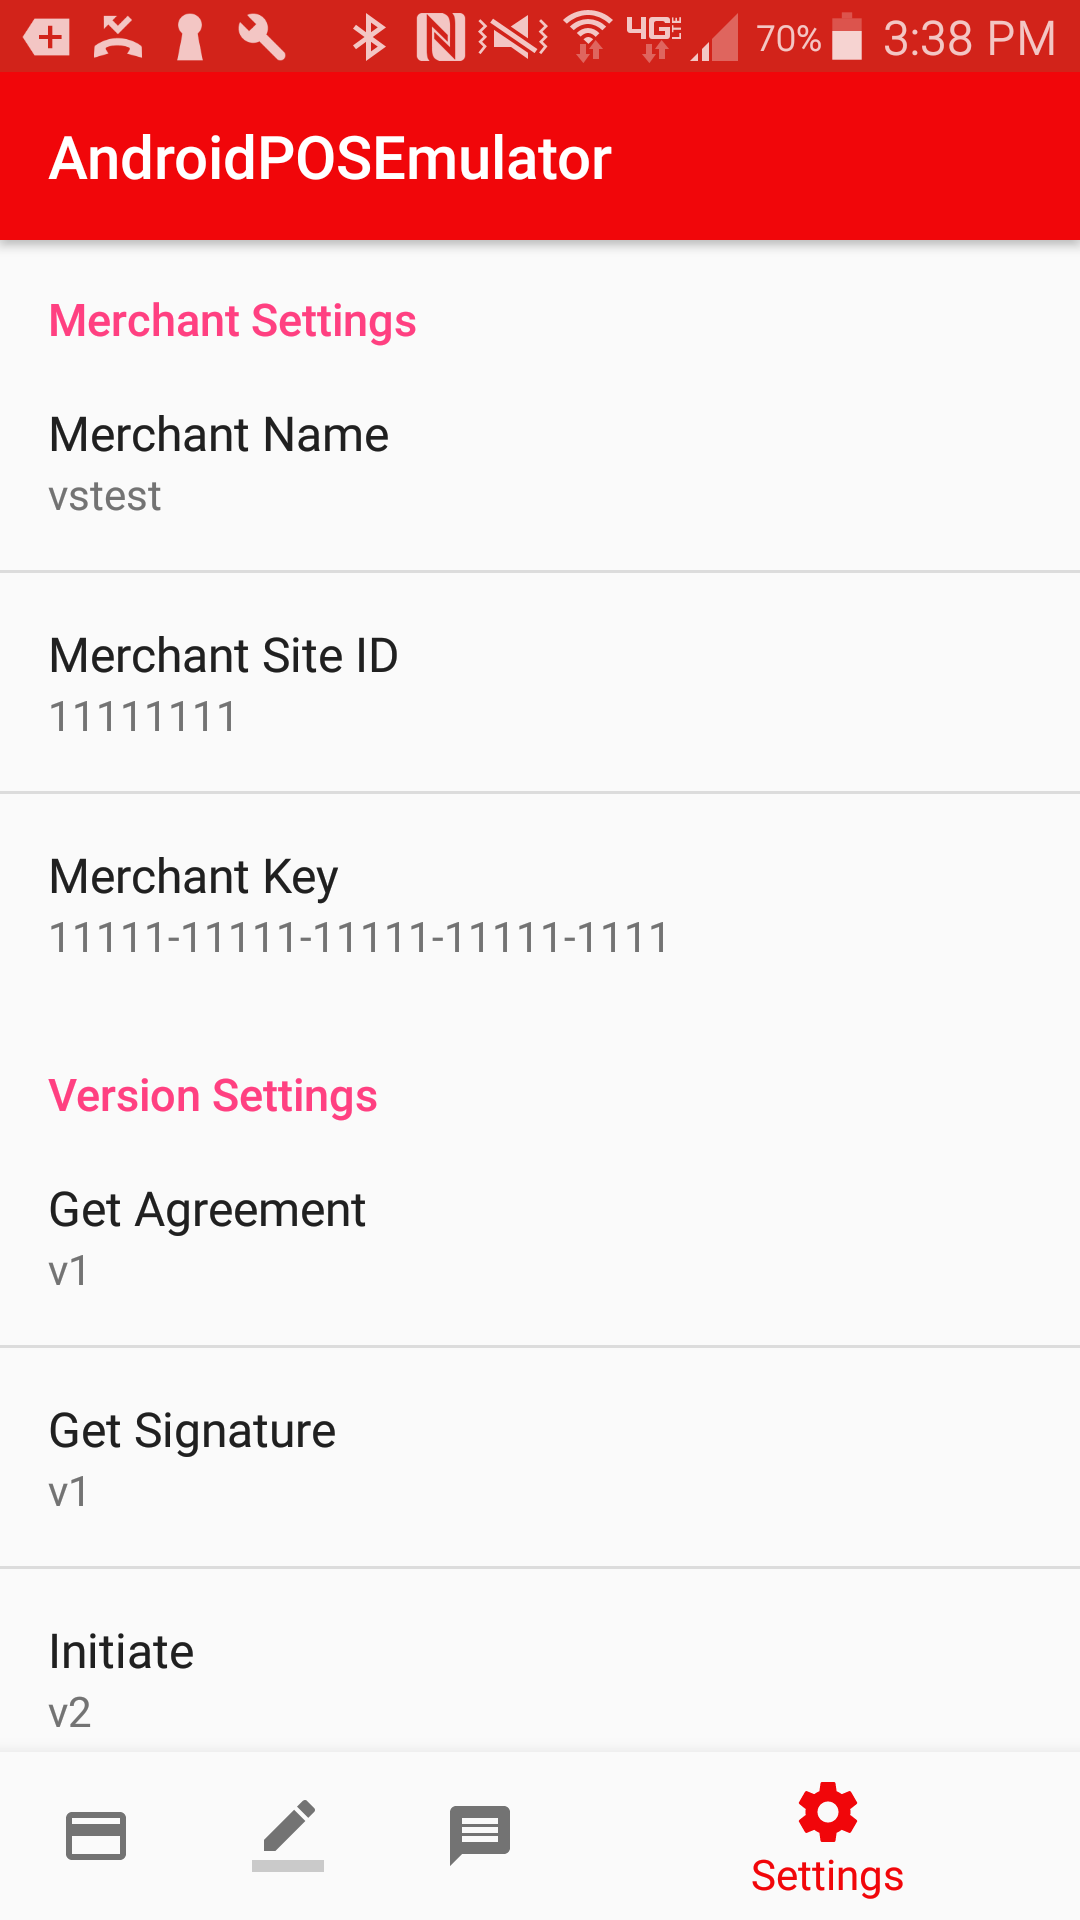 4G LTE 70% 3:38 PM
AndroidPOSEmulator
Merchant Settings
Merchant Name
vstest
Merchant Site ID
11111111
Merchant Key
11111-11111-11111-11111-1111
Version Settings
Get Agreement
v1
Get Signature
v1
Initiate
v2
Settings